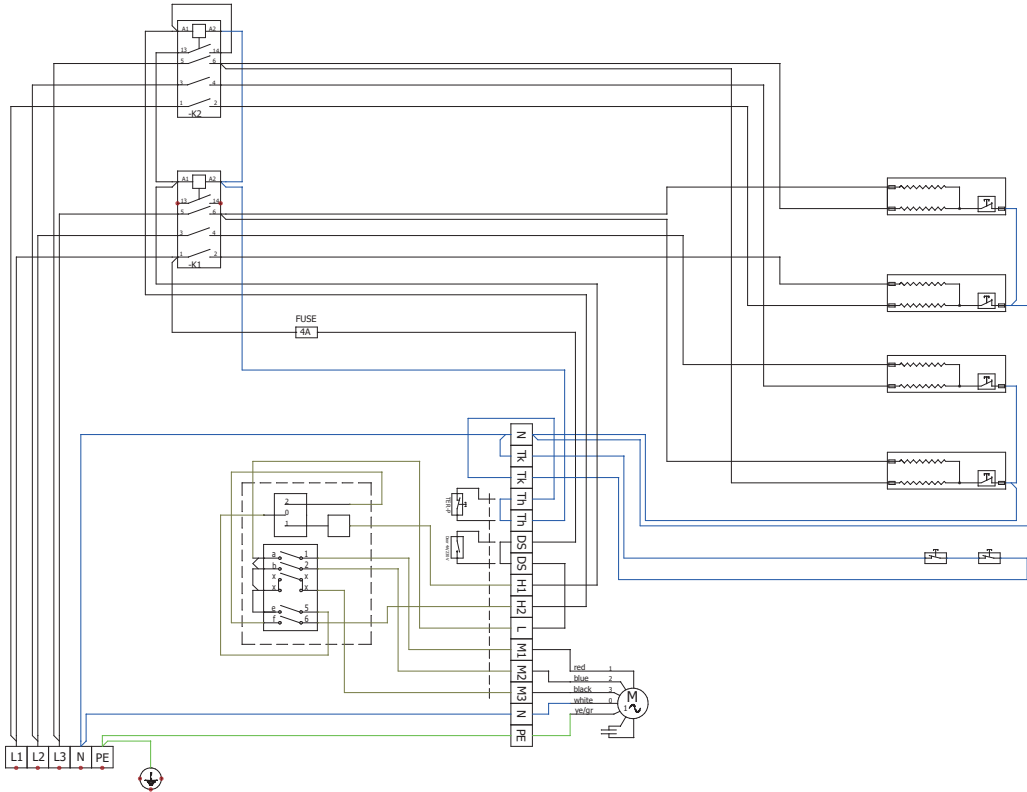 A1 A2
13 14
5 6
3 4
1 2
-K2
A1 A2
13 14
5 6
3 4
1 2
-K1
FUSE
4A
N
Tk
Tk
Th
Th
DS
DS
H1
H2
L
M1
M2
M3
N
PE
2
0
1
a 1
b 2
x x
x x
e 5
f 6
red 1
blue 2
black 3
white 0
ye/gr
M
1
L1 L2 L3 N PE